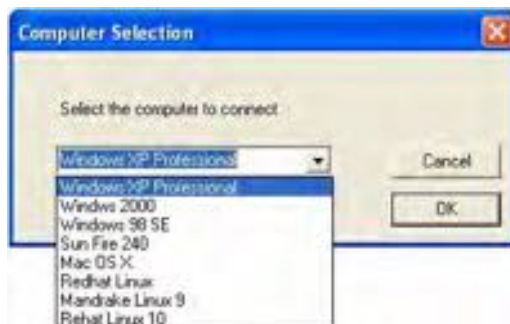 Computer Selection
Select the computer to connect
Windows XP Professional
Cancel
Windows XP Professional
OK
Windws 2000
Windows 98 SE
Sun Fire 240
Mac OS X
Redhat Linux
Mandrake Linux 9
Rehat Linux 10